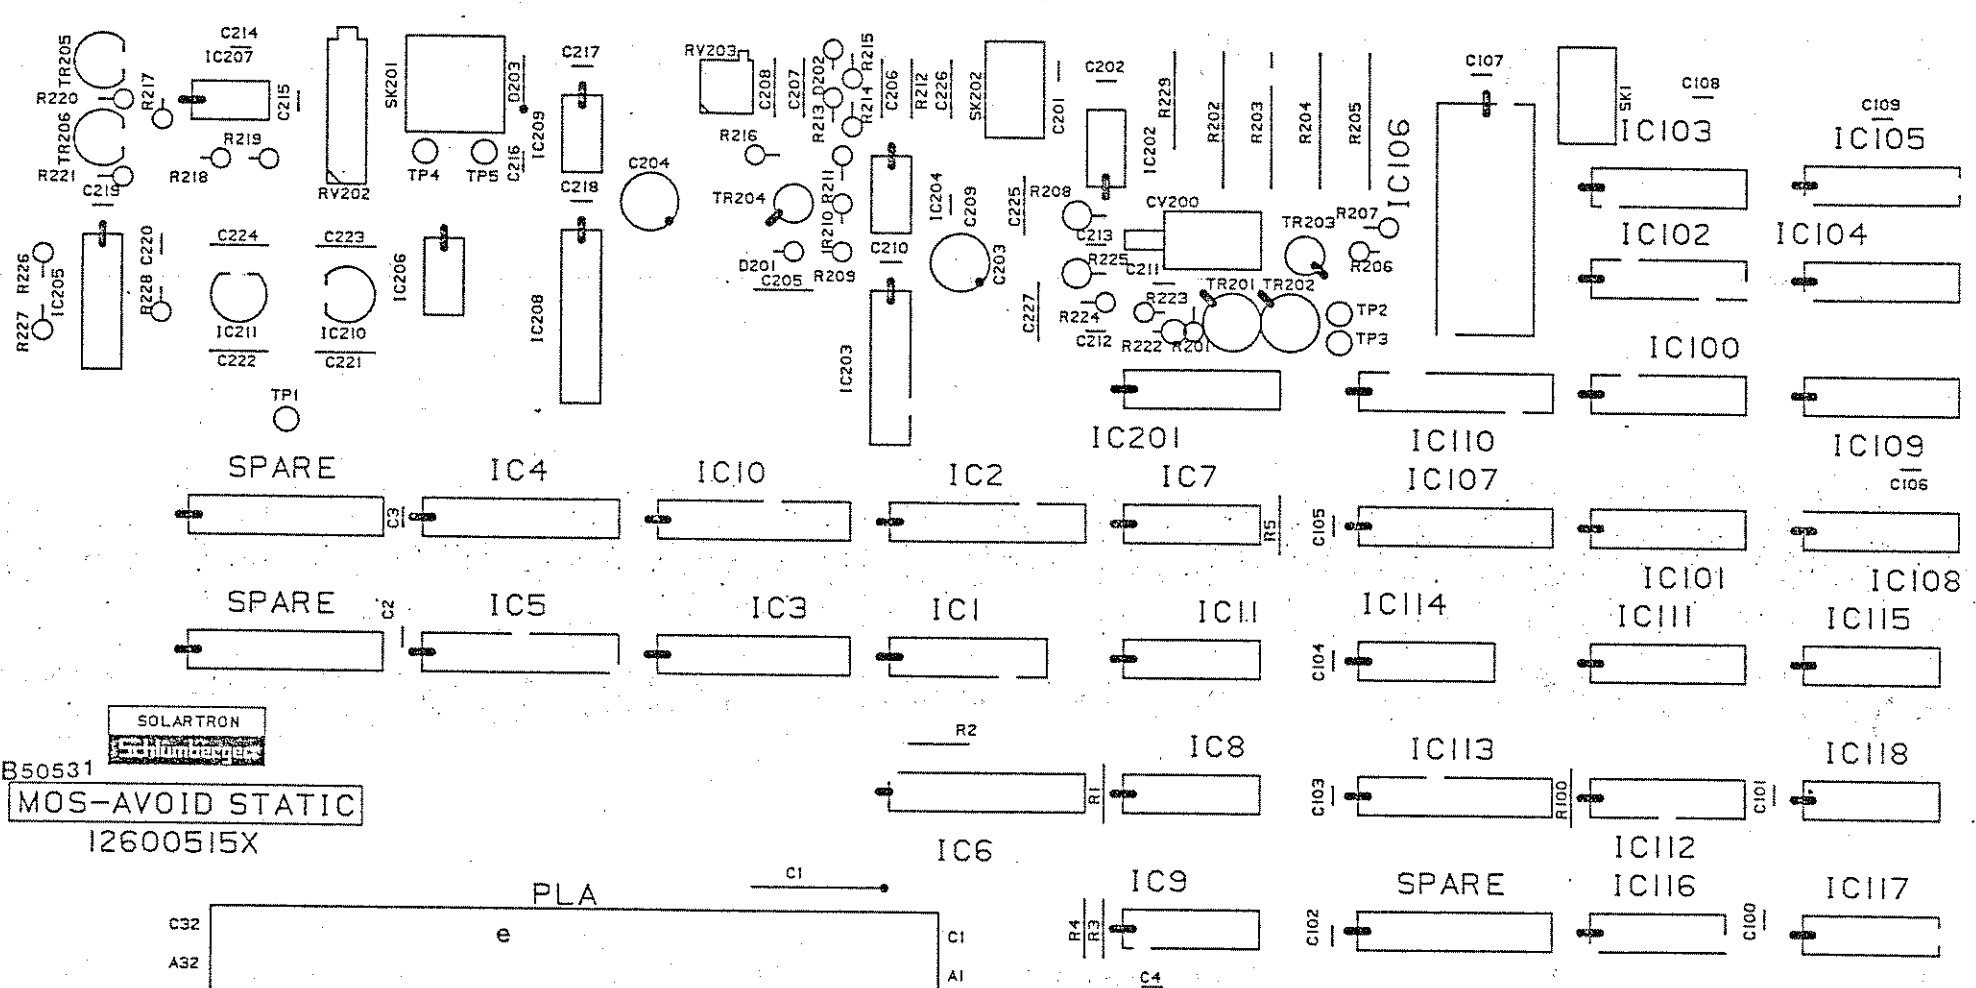 TR205
C214
IC207
R217
R220
TR206
R221
C215
R219
R218
RV202
SK201
D203
TP4
TP5
C216
IC209
C217
C218
C204
RV203
C208
C207
D202
R213
R215
R214
C206
R212
C226
SK202
C201
C202
IC202
R229
R202
R203
R204
R205
IC106
C107
SK1
C108
IC103
C109
IC105
C219
R226
IC205
R227
C220
R228
C224
IC211
C222
C223
IC210
C221
IC206
IC208
R216
TR204
R211
R210
D201
C205
R209
C210
IC204
C209
C203
C225
R208
C213
R225
C211
C227
R224
C212
CV200
TR203
R207
R206
R223
R222
R201
TR201
TR202
TP2
TP3
IC102
IC104
IC100
TP1
IC203
IC201
IC110
IC109
SPARE
IC4
IC10
IC2
IC7
IC107
C106
C3
R5
C105
IC101
IC108
SPARE
C2
IC5
IC3
IC1
IC11
IC114
IC111
IC115
C104
SOLARTRON
Schlumberger
B50531
MOS-AVOID STATIC
12600515X
R2
IC8
IC113
IC118
R1
C103
R100
C101
IC6
IC112
C1
PLA
IC9
SPARE
IC116
IC117
C32
e
C1
R4
R3
C102
C100
A32
A1
C4